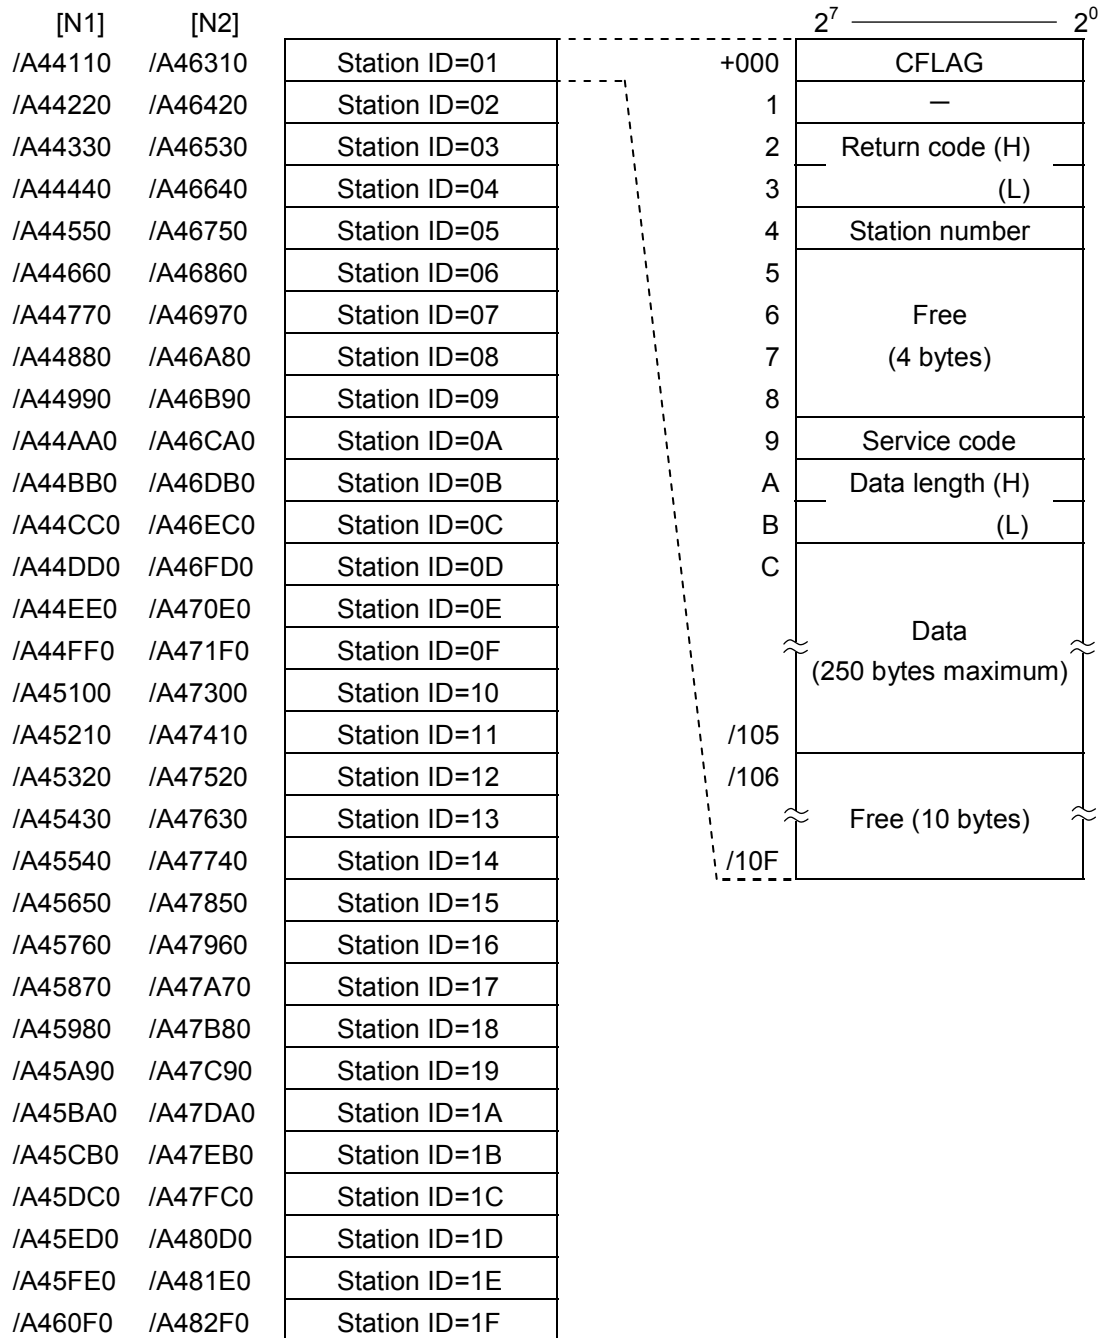 [N1] [N2] 2⁷ 2⁰
/A44110 /A46310 Station ID=01 +000 CFLAG
/A44220 /A46420 Station ID=02 1 –
/A44330 /A46530 Station ID=03 2 Return code (H)
/A44440 /A46640 Station ID=04 3 (L)
/A44550 /A46750 Station ID=05 4 Station number
/A44660 /A46860 Station ID=06 5
/A44770 /A46970 Station ID=07 6 Free
/A44880 /A46A80 Station ID=08 7 (4 bytes)
/A44990 /A46B90 Station ID=09 8
/A44AA0 /A46CA0 Station ID=0A 9 Service code
/A44BB0 /A46DB0 Station ID=0B A Data length (H)
/A44CC0 /A46EC0 Station ID=0C B (L)
/A44DD0 /A46FD0 Station ID=0D C
/A44EE0 /A470E0 Station ID=0E
Data
/A44FF0 /A471F0 Station ID=0F
(250 bytes maximum)
/A45100 /A47300 Station ID=10
/A45210 /A47410 Station ID=11 /105
/A45320 /A47520 Station ID=12 /106
/A45430 /A47630 Station ID=13 Free (10 bytes)
/A45540 /A47740 Station ID=14 /10F
/A45650 /A47850 Station ID=15
/A45760 /A47960 Station ID=16
/A45870 /A47A70 Station ID=17
/A45980 /A47B80 Station ID=18
/A45A90 /A47C90 Station ID=19
/A45BA0 /A47DA0 Station ID=1A
/A45CB0 /A47EB0 Station ID=1B
/A45DC0 /A47FC0 Station ID=1C
/A45ED0 /A480D0 Station ID=1D
/A45FE0 /A481E0 Station ID=1E
/A460F0 /A482F0 Station ID=1F